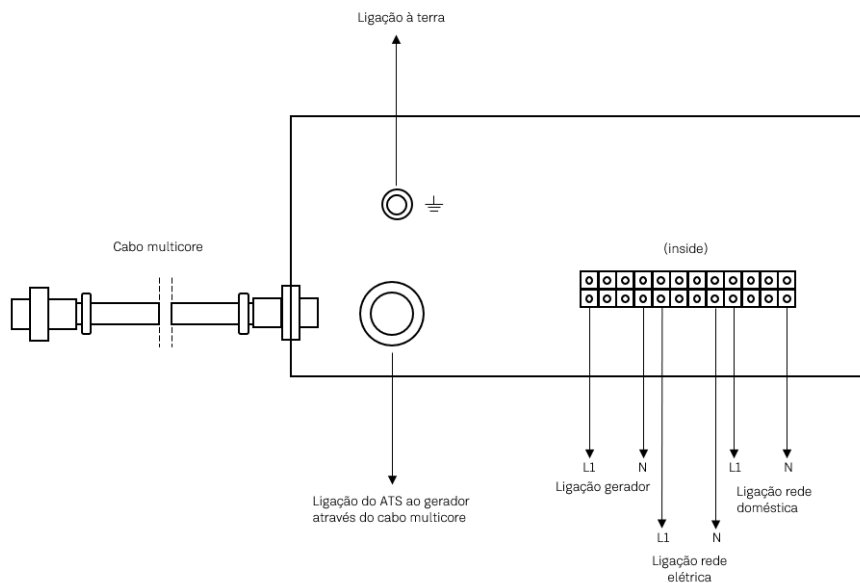 Ligação à terra
Cabo multicore
(inside)
L1
N
L1
N
Ligação gerador
Ligação rede
doméstica
Ligação do ATS ao gerador
através do cabo multicore
L1
N
Ligação rede
elétrica